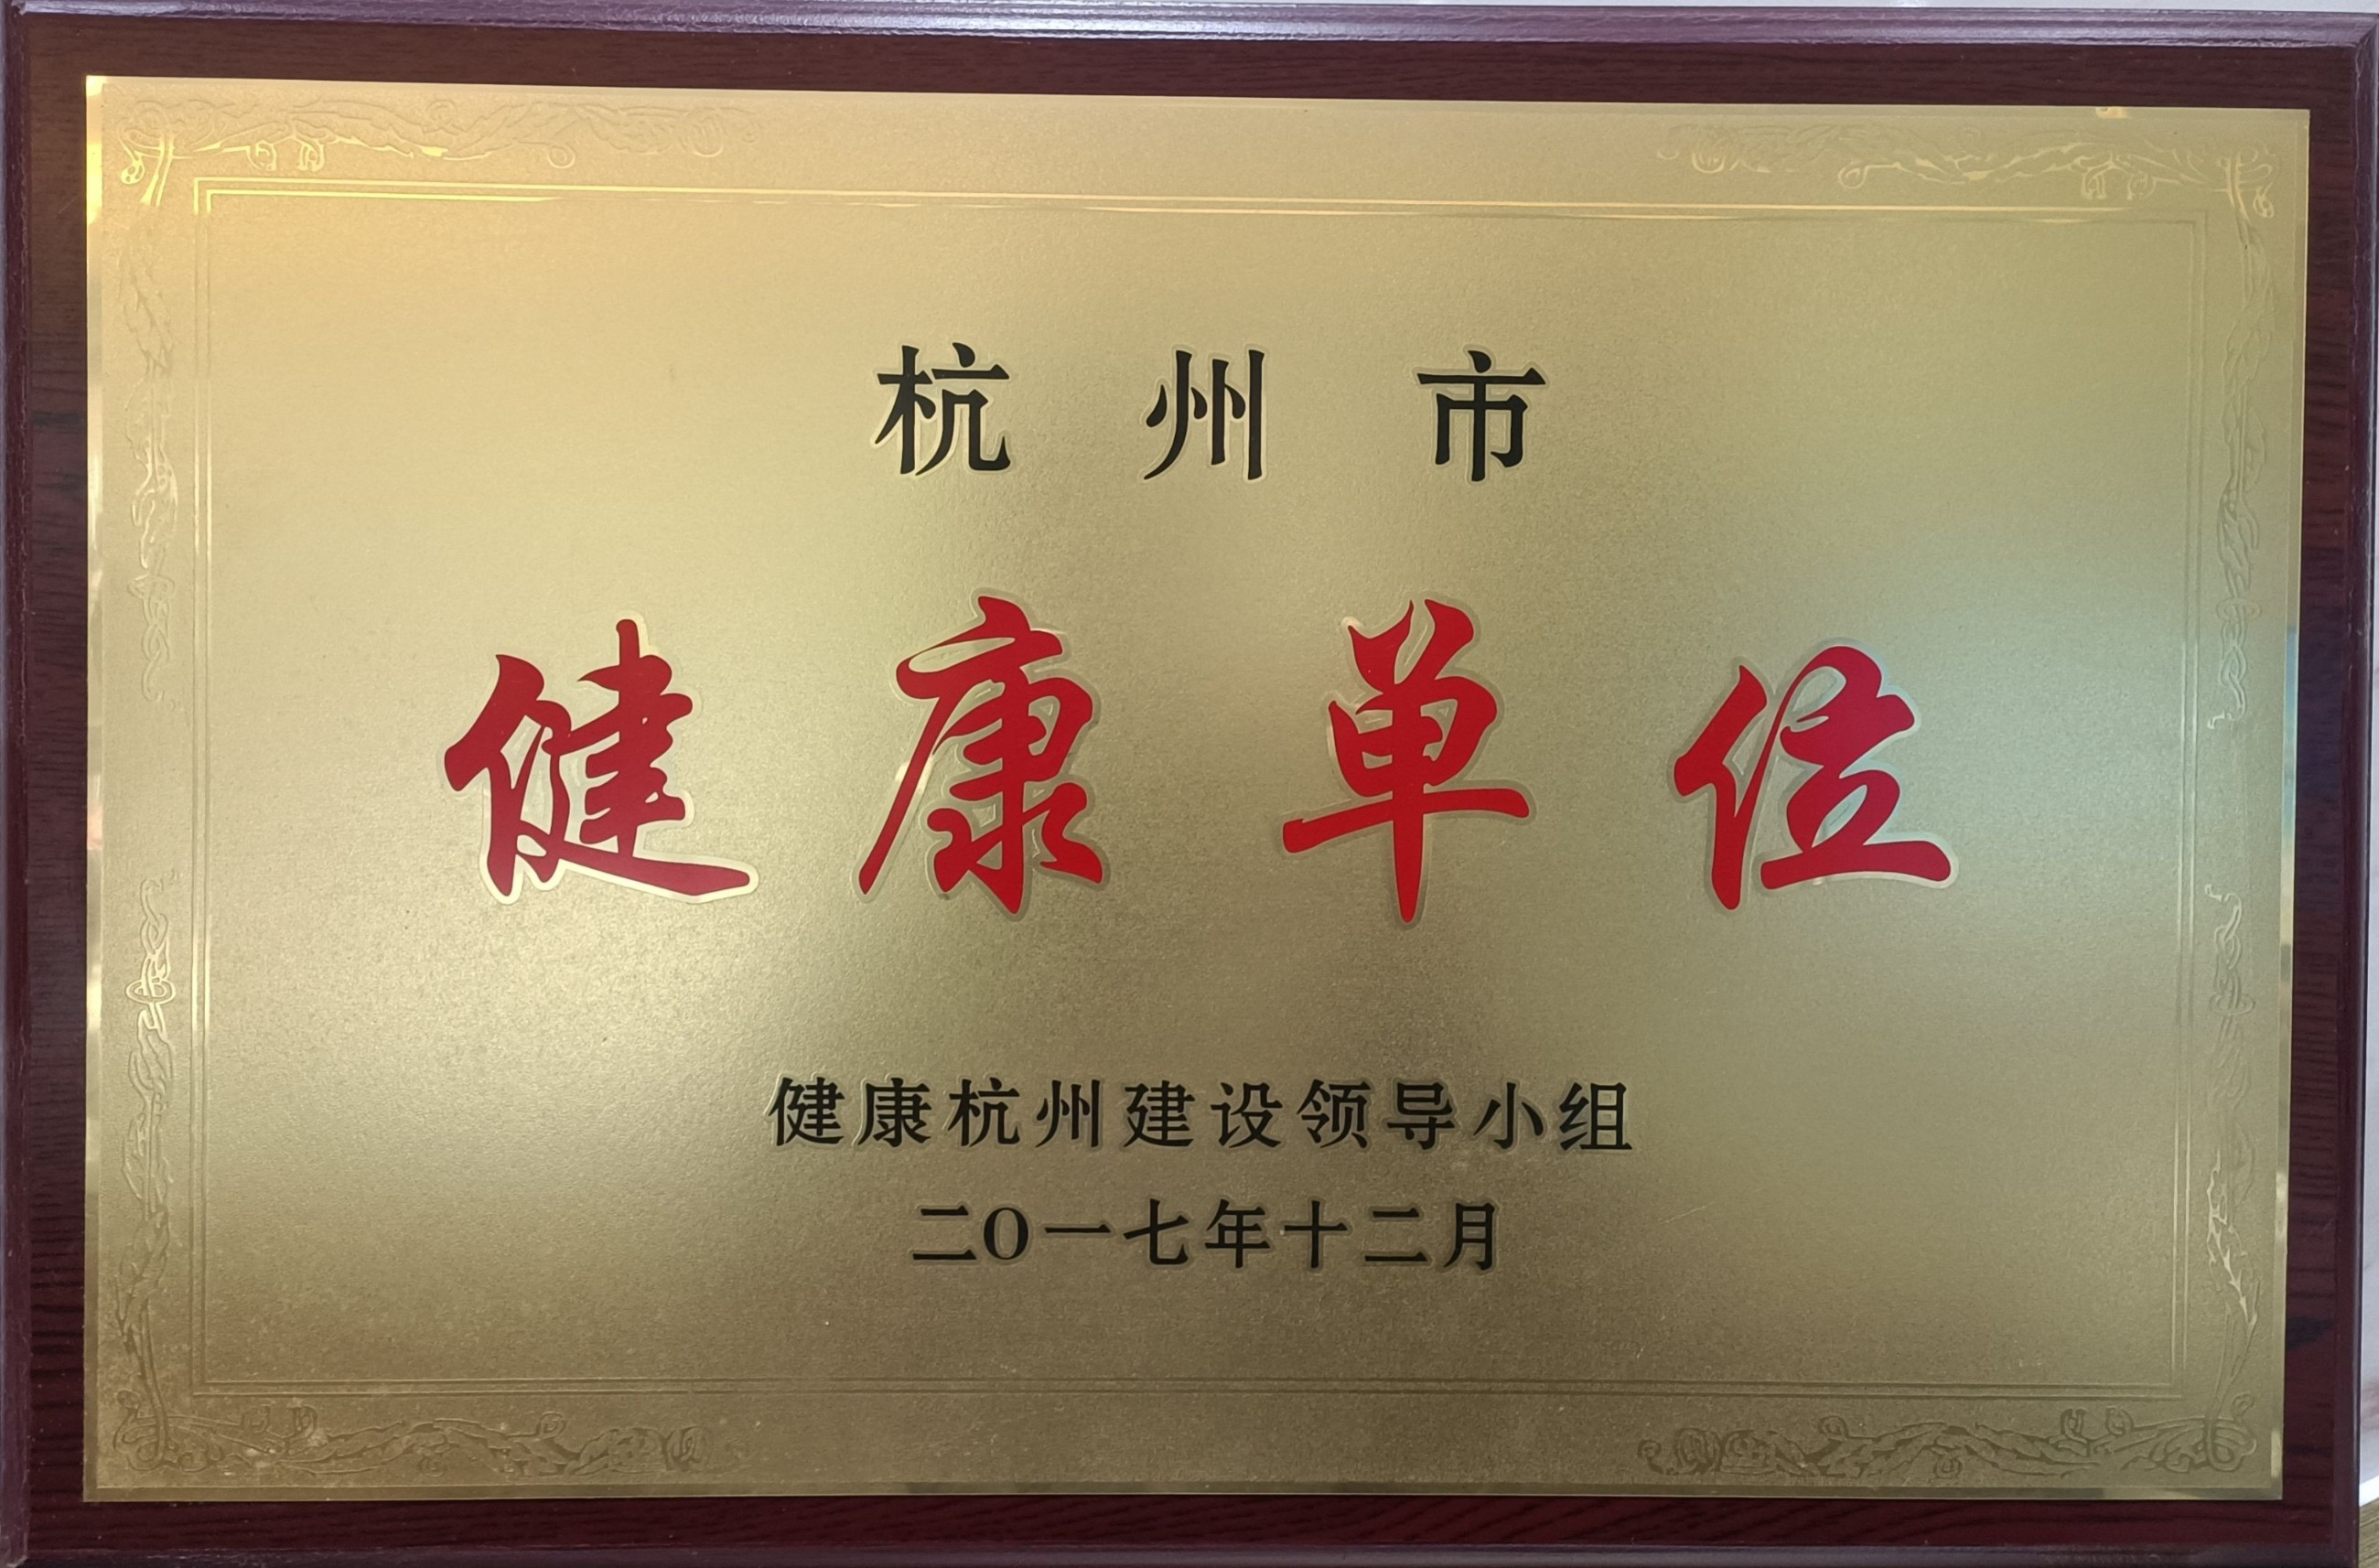 杭州市
健康单位
健康杭州建设领导小组
二〇一七年十二月